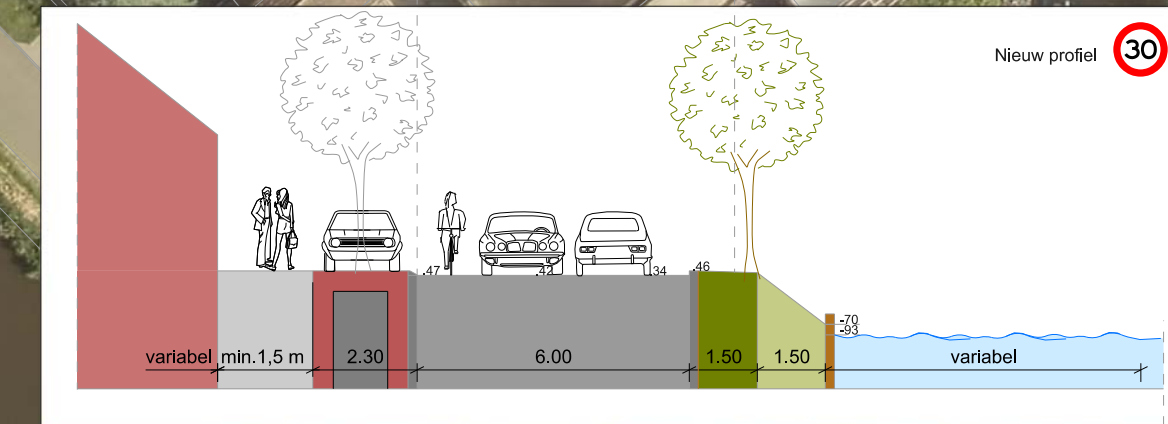 Nieuw profiel 30
.47 .42 .34 .46
-70
-93
variabel min.1,5 m 2.30 6.00 1.50 1.50 variabel